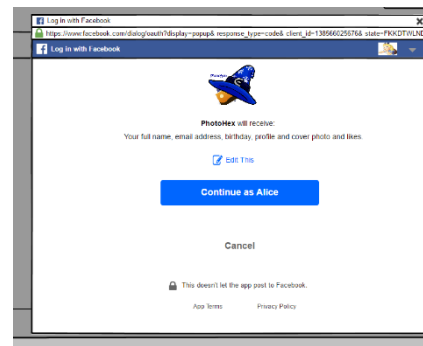 Log in with Facebook
https://www.facebook.com/dialog/oauth?display=popup& response_type=code& client_id=138566025676& state=FKKDTWLND
Log in with Facebook
PhotoHex will receive:
Your full name, email address, birthday, profile and cover photo and likes
Edit This
Continue as Alice
Cancel
This doesn't let the app post to Facebook.
App Terms Privacy Policy